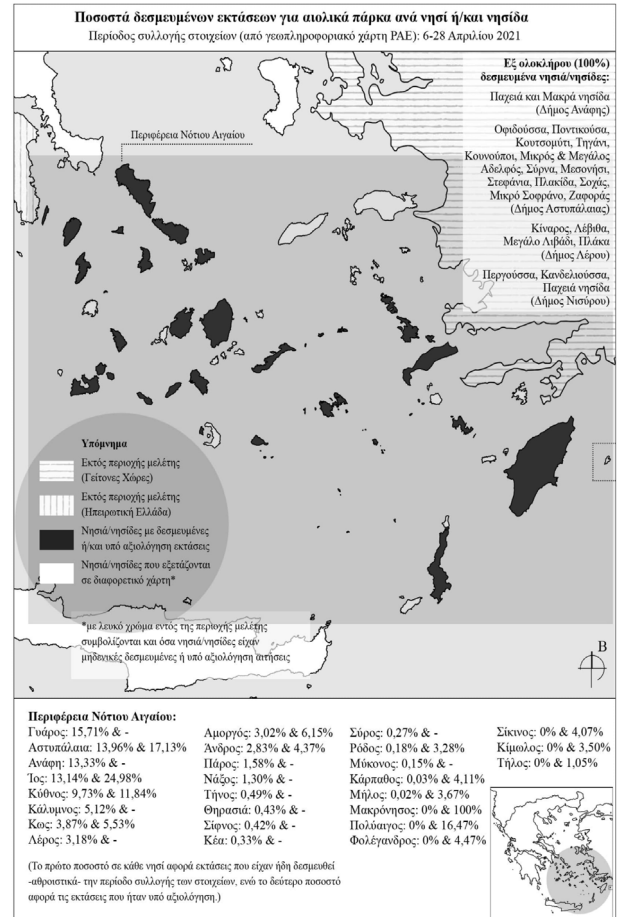 Ποσοστά δεσμευμένων εκτάσεων για αιολικά πάρκα ανά νησί ή/και νησίδα
Περίοδος συλλογής στοιχείων (από γεωπληροφοριακό χάρτη ΡΑΕ): 6-28 Απριλίου 2021
Εξ ολοκλήρου (100%)
δεσμευμένα νησιά/νησίδες:
Παχειά και Μακρά νησίδα
(Δήμος Ανάφης)
Οφιδούσσα, Ποντικούσα,
Κουτσομύτι, Τηγάνι,
Κουνούποι, Μικρός & Μεγάλος
Αδελφός, Σύρνα, Μεσονήσι,
Στεφάνια, Πλακίδα, Σοχάς,
Μικρό Σοφράνο, Ζαφοράς
(Δήμος Αστυπάλαιας)
Κίναρος, Λέβιθα,
Μεγάλο Λιβάδι, Πλάκα
(Δήμος Λέρου)
Περγούσσα, Κανδελιούσσα,
Παχειά νησίδα
(Δήμος Νισύρου)
Περιφέρεια Νότιου Αιγαίου
Υπόμνημα
Εκτός περιοχής μελέτης
(Γείτονες Χώρες)
Εκτός περιοχής μελέτης
(Ηπειρωτική Ελλάδα)
Νησιά/νησίδες με δεσμευμένες
ή/και υπό αξιολόγηση εκτάσεις
Νησιά/νησίδες που εξετάζονται
σε διαφορετικό χάρτη*
*με λευκό χρώμα εντός της περιοχής μελέτης
συμβολίζονται και όσα νησιά/νησίδες είχαν
μηδενικές δεσμευμένες ή υπό αξιολόγηση αιτήσεις
Β
Περιφέρεια Νότιου Αιγαίου:
Γυάρος: 15,71% & -
Αστυπάλαια: 13,96% & 17,13%
Ανάφη: 13,33% & -
Ίος: 13,14% & 24,98%
Κύθνος: 9,73% & 11,84%
Κάλυμνος: 5,12% & -
Κως: 3,87% & 5,53%
Λέρος: 3,18% & -
Αμοργός: 3,02% & 6,15%
Άνδρος: 2,83% & 4,37%
Πάρος: 1,58% & -
Νάξος: 1,30% & -
Τήνος: 0,49% & -
Θηρασιά: 0,43% & -
Σίφνος: 0,42% & -
Κέα: 0,33% & -
Σύρος: 0,27% & -
Ρόδος: 0,18% & 3,28%
Μύκονος: 0,15% & -
Κάρπαθος: 0,03% & 4,11%
Μήλος: 0,02% & 3,67%
Μακρόνησος: 0% & 100%
Πολύαιγος: 0% & 16,47%
Φολέγανδρος: 0% & 4,47%
Σίκινος: 0% & 4,07%
Κίμωλος: 0% & 3,50%
Τήλος: 0% & 1,05%
(Το πρώτο ποσοστό σε κάθε νησί αφορά εκτάσεις που είχαν ήδη δεσμευθεί
-αθροιστικά- την περίοδο συλλογής των στοιχείων, ενώ το δεύτερο ποσοστό
αφορά τις εκτάσεις που ήταν υπό αξιολόγηση.)